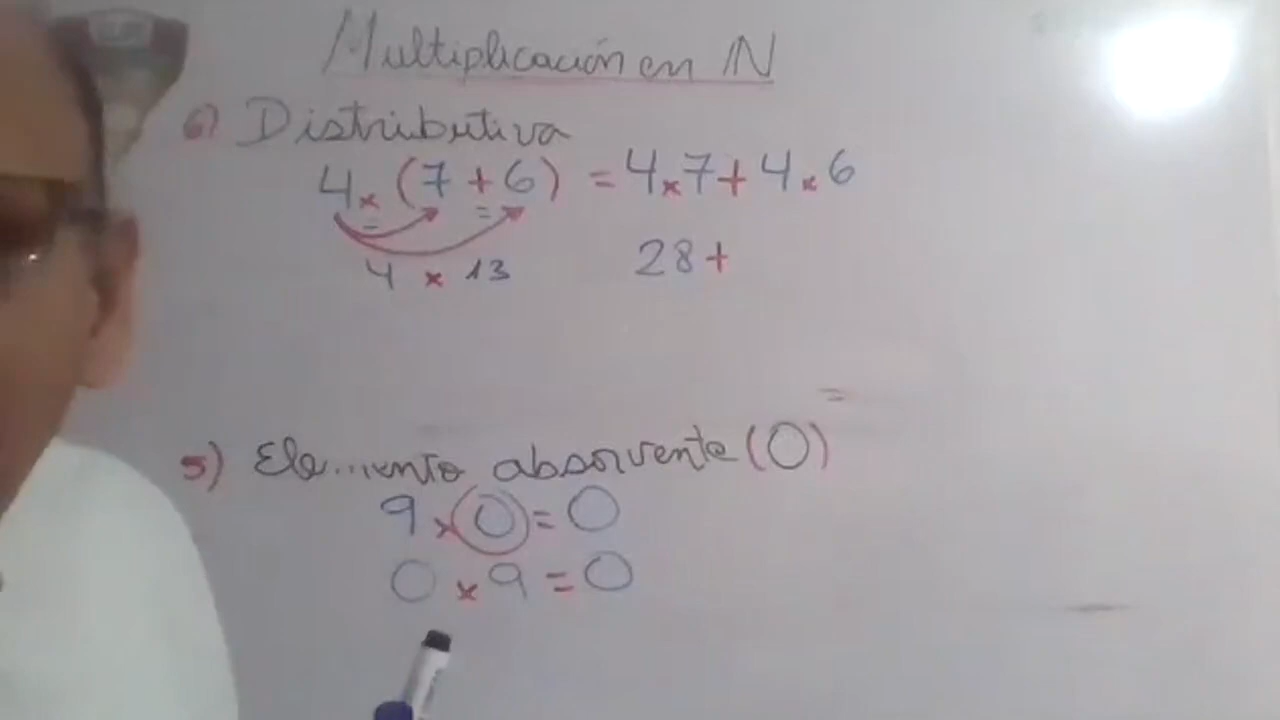 Multiplicación en ℕ
6) Distributiva
4 × (7 + 6) = 4 × 7 + 4 × 6
4 × 13 28 +
=
5) absorvente (0)
9 × 0 = 0
0 × 9 = 0